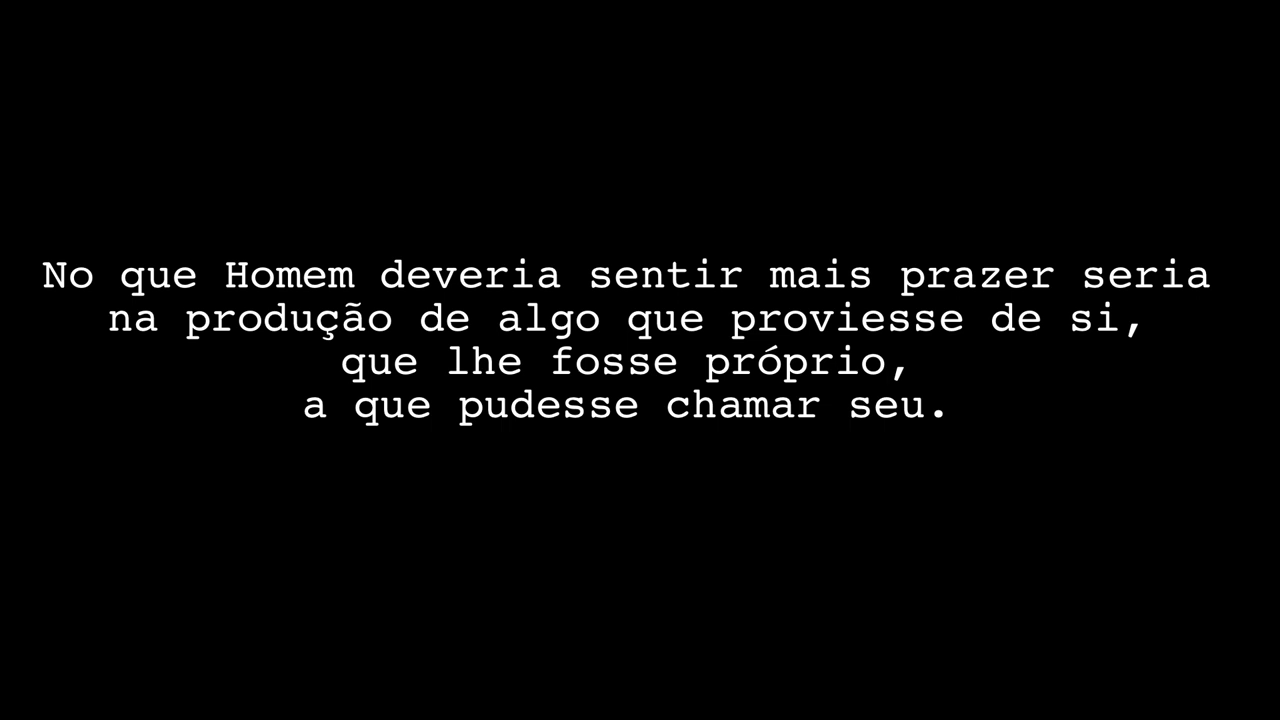 No que Homem deveria sentir mais prazer seria
na produção de algo que proviesse de si,
que lhe fosse próprio,
a que pudesse chamar seu.